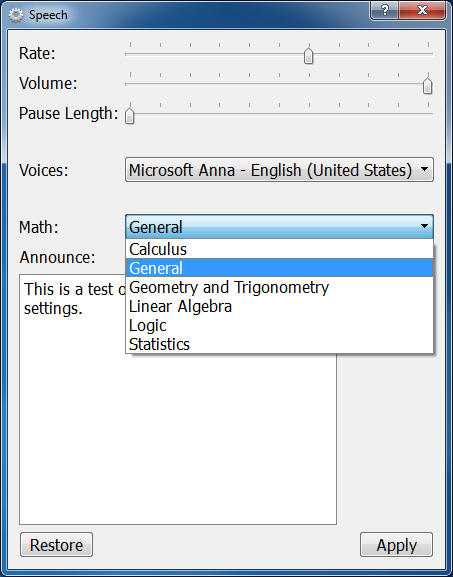 Speech
Rate:
Volume:
Pause Length:
Voices: Microsoft Anna - English (United States)
Math: General
Calculus
Announce:
General
This is a test o
Geometry and Trigonometry
settings.
Linear Algebra
Logic
Statistics
Restore Apply